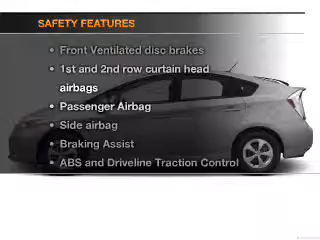 SAFETY FEATURES
• Front Ventilated disc brakes
• 1st and 2nd row curtain head
airbags
• Passenger Airbag
• Side airbag
• Braking Assist
• ABS and Driveline Traction Control